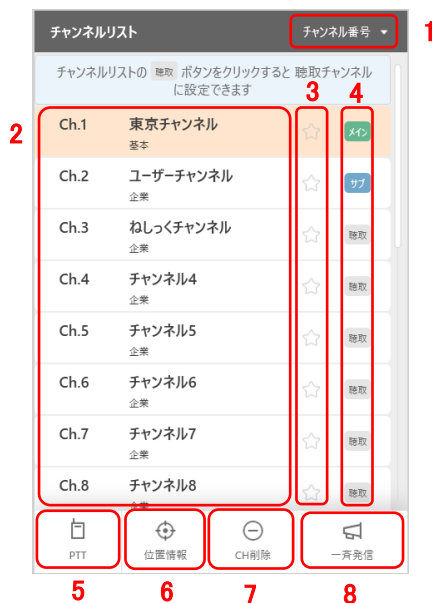 チャンネルリスト チャンネル番号 1
チャンネルリストの 聴取 ボタンをクリックすると 聴取チャンネル
に設定できます
3 4
2
Ch.1 東京チャンネル メイン
基本
Ch.2 ユーザーチャンネル サブ
企業
Ch.3 ねしっくチャンネル 聴取
企業
Ch.4 チャンネル4 聴取
企業
Ch.5 チャンネル5 聴取
企業
Ch.6 チャンネル6 聴取
企業
Ch.7 チャンネル7 聴取
企業
Ch.8 チャンネル8 聴取
企業
PTT 位置情報 CH削除 一斉発信
5 6 7 8